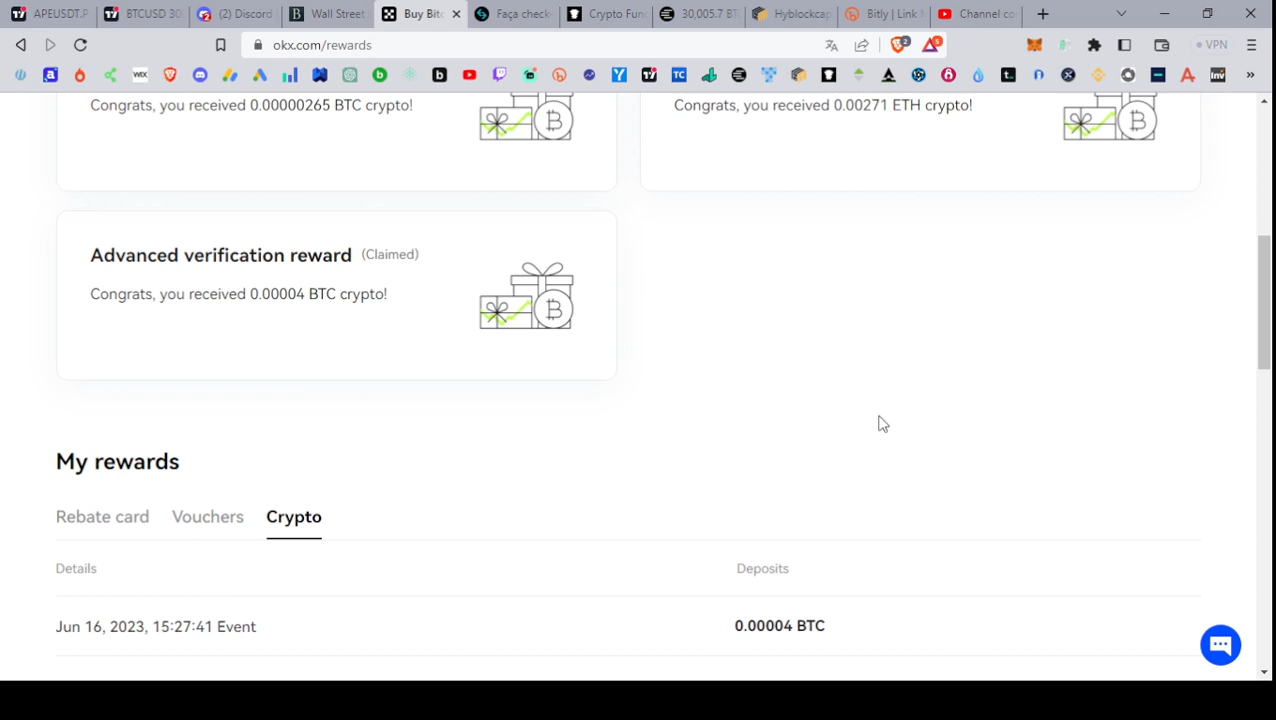 APEUSDT.P
BTCUSD 30
(2) Discord
Wall Street
Buy Bitc
Faça check-
Crypto Fun
30,005.7 BT
Hyblockcap
Bitly | Link
Channel co
okx.com/rewards
VPN
Congrats, you received 0.00000265 BTC crypto!
Congrats, you received 0.00271 ETH crypto!
Advanced verification reward (Claimed)
Congrats, you received 0.00004 BTC crypto!
My rewards
Rebate card Vouchers Crypto
Details Deposits
Jun 16, 2023, 15:27:41 Event 0.00004 BTC